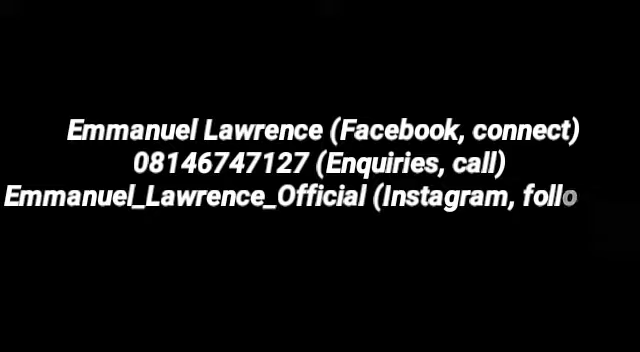 Emmanuel Lawrence (Facebook, connect)
08146747127 (Enquiries, call)
Emmanuel_Lawrence_Official (Instagram, follo